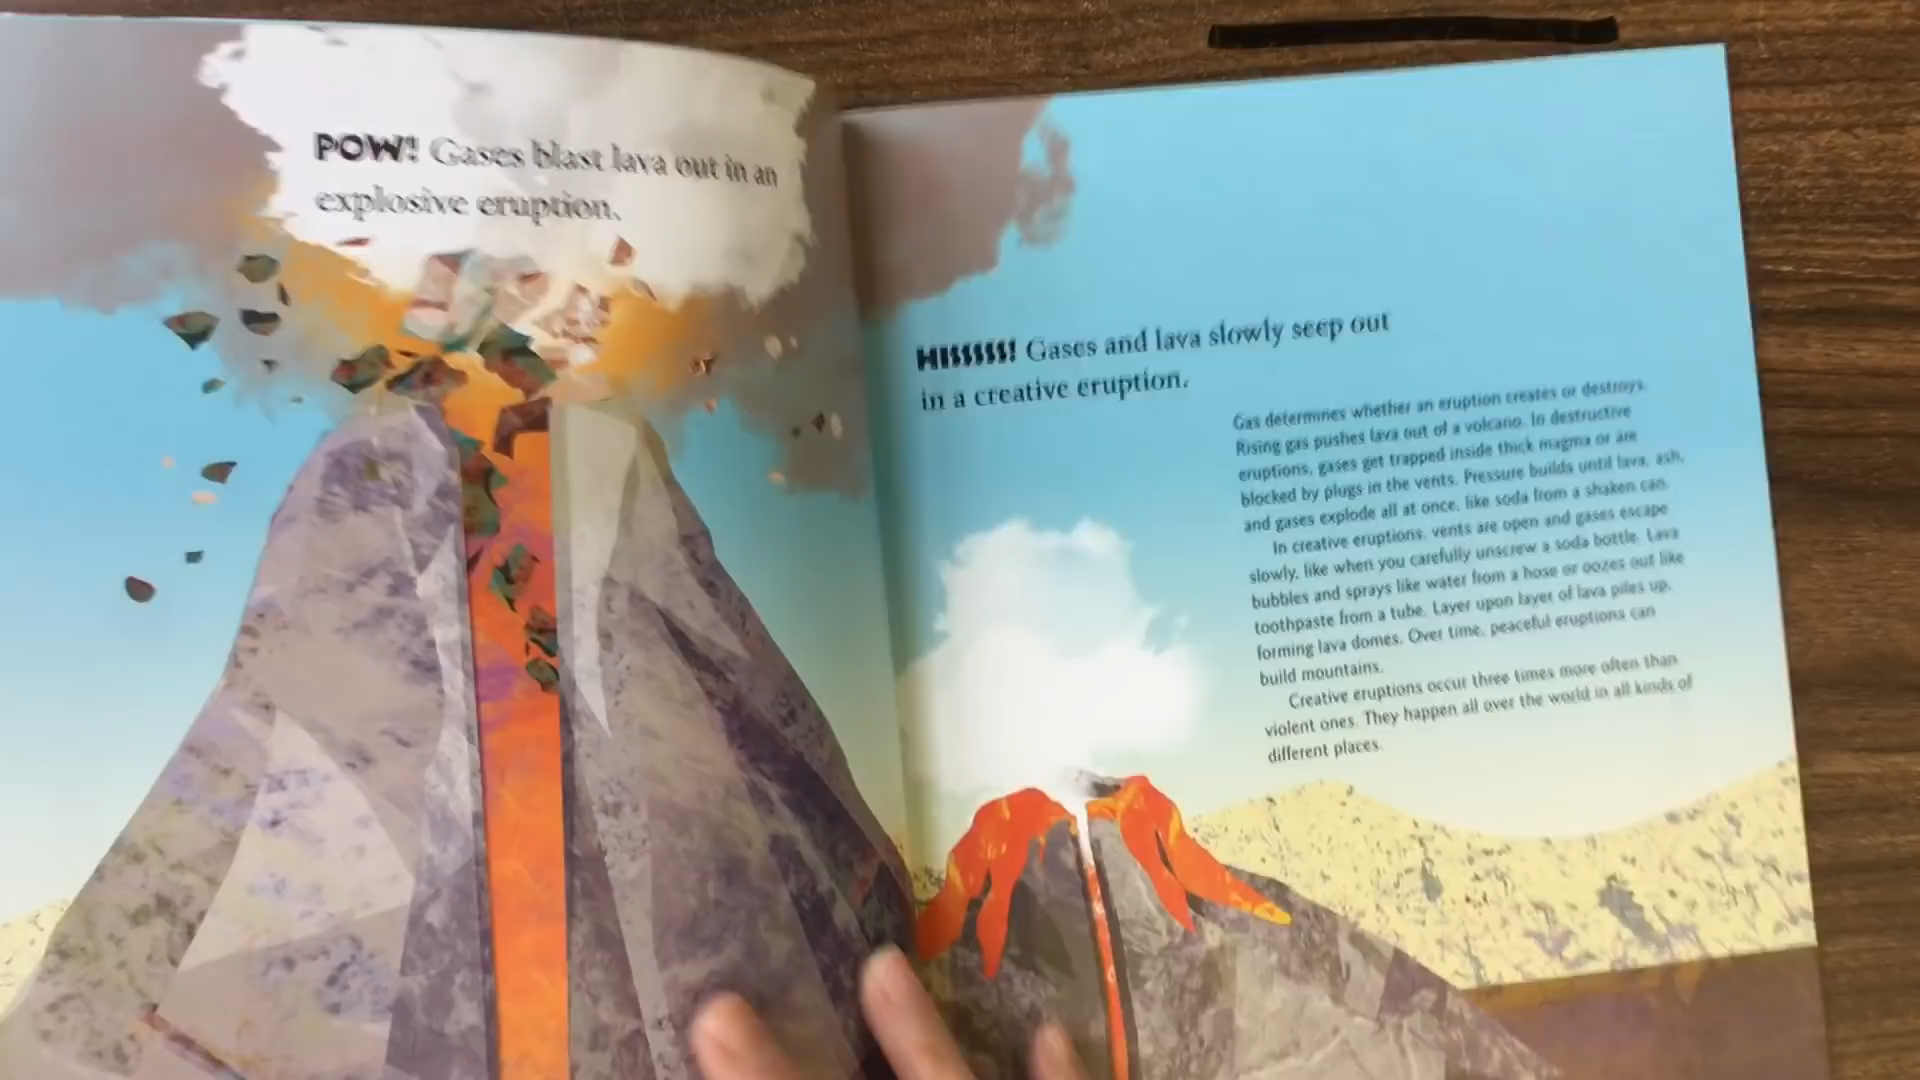 POW! Gases blast lava out in an
explosive eruption.
HISSSSS! Gases and lava slowly seep out
in a creative eruption.
Gas determines whether an eruption creates or destroys.
Rising gas pushes lava out of a volcano. In destructive
eruptions, gases get trapped inside thick magma or are
blocked by plugs in the vents. Pressure builds until lava, ash,
and gases explode all at once, like soda from a shaken can.
In creative eruptions, vents are open and gases escape
slowly, like when you carefully unscrew a soda bottle. Lava
bubbles and sprays like water from a hose or oozes out like
toothpaste from a tube. Layer upon layer of lava piles up,
forming lava domes. Over time, peaceful eruptions can
build mountains.
Creative eruptions occur three times more often than
violent ones. They happen all over the world in all kinds of
different places.